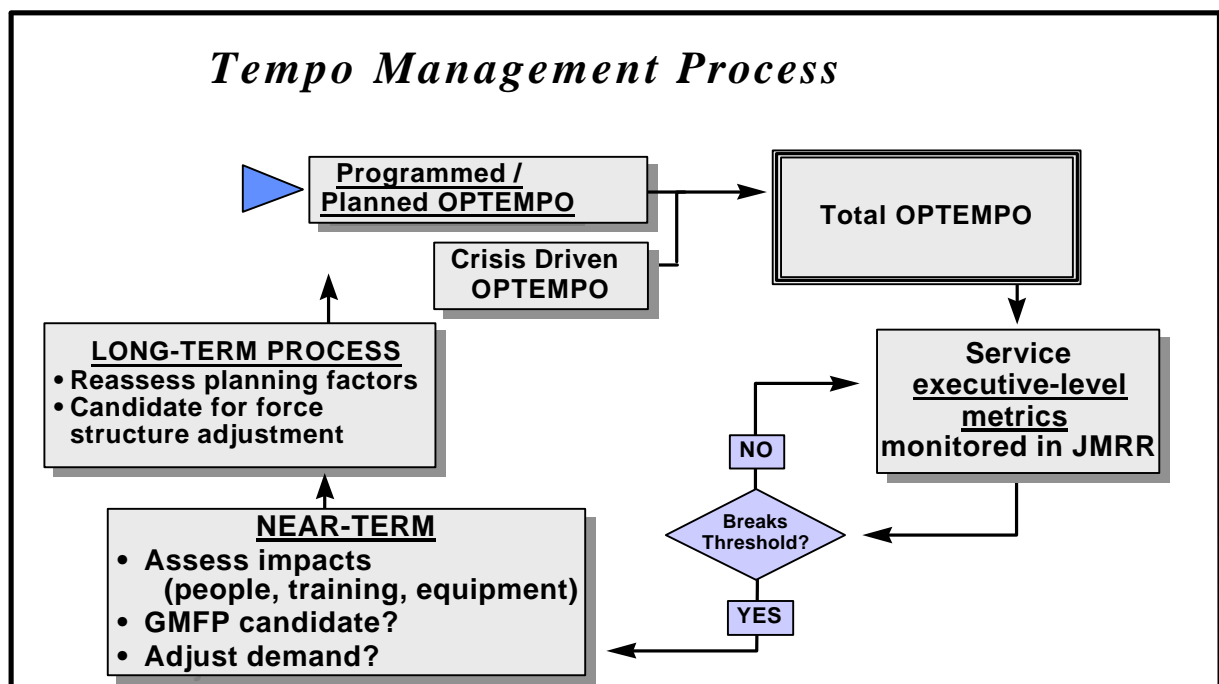 Tempo Management Process
Programmed /
Planned OPTEMPO
Total OPTEMPO
Crisis Driven
OPTEMPO
LONG-TERM PROCESS
• Reassess planning factors
• Candidate for force
structure adjustment
Service
executive-level
metrics
monitored in JMRR
NO
Breaks
Threshold?
YES
NEAR-TERM
• Assess impacts
(people, training, equipment)
• GMFP candidate?
• Adjust demand?